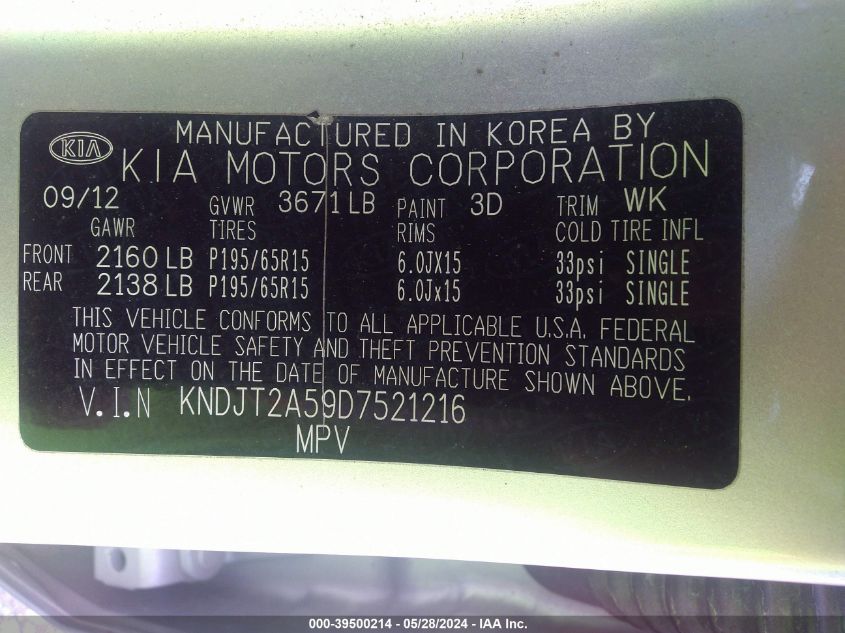 KIA
MANUFACTURED IN KOREA BY
KIA MOTORS CORPORATION
09/12 GVWR 3671LB PAINT 3D TRIM WK
GAWR TIRES RIMS COLD TIRE INFL
FRONT 2160 LB P195/65R15 6.0JX15 33psi SINGLE
REAR 2138 LB P195/65R15 6.0Jx15 33psi SINGLE
THIS VEHICLE CONFORMS TO ALL APPLICABLE U.S.A. FEDERAL
MOTOR VEHICLE SAFETY AND THEFT PREVENTION STANDARDS
IN EFFECT ON THE DATE OF MANUFACTURE SHOWN ABOVE.
V.I.N KNDJT2A59D7521216
MPV
000-39500214 - 05/28/2024 - IAA Inc.